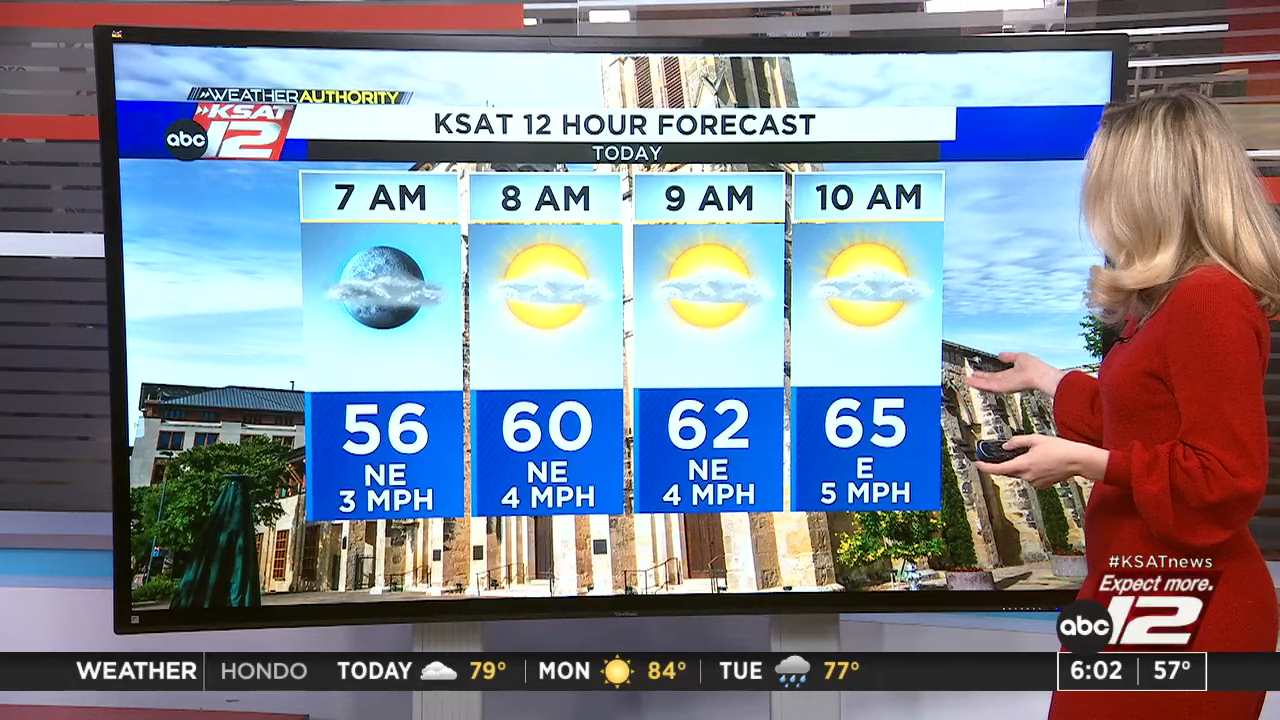 WEATHERAUTHORITY
KSAT
abc 12
KSAT 12 HOUR FORECAST
TODAY
7 AM
8 AM
9 AM
10 AM
56
NE
3 MPH
60
NE
4 MPH
62
NE
4 MPH
65
E
5 MPH
#KSATnews
Expect more.
abc 12
WEATHER HONDO TODAY 79° MON 84° TUE 77°
6:02 57°